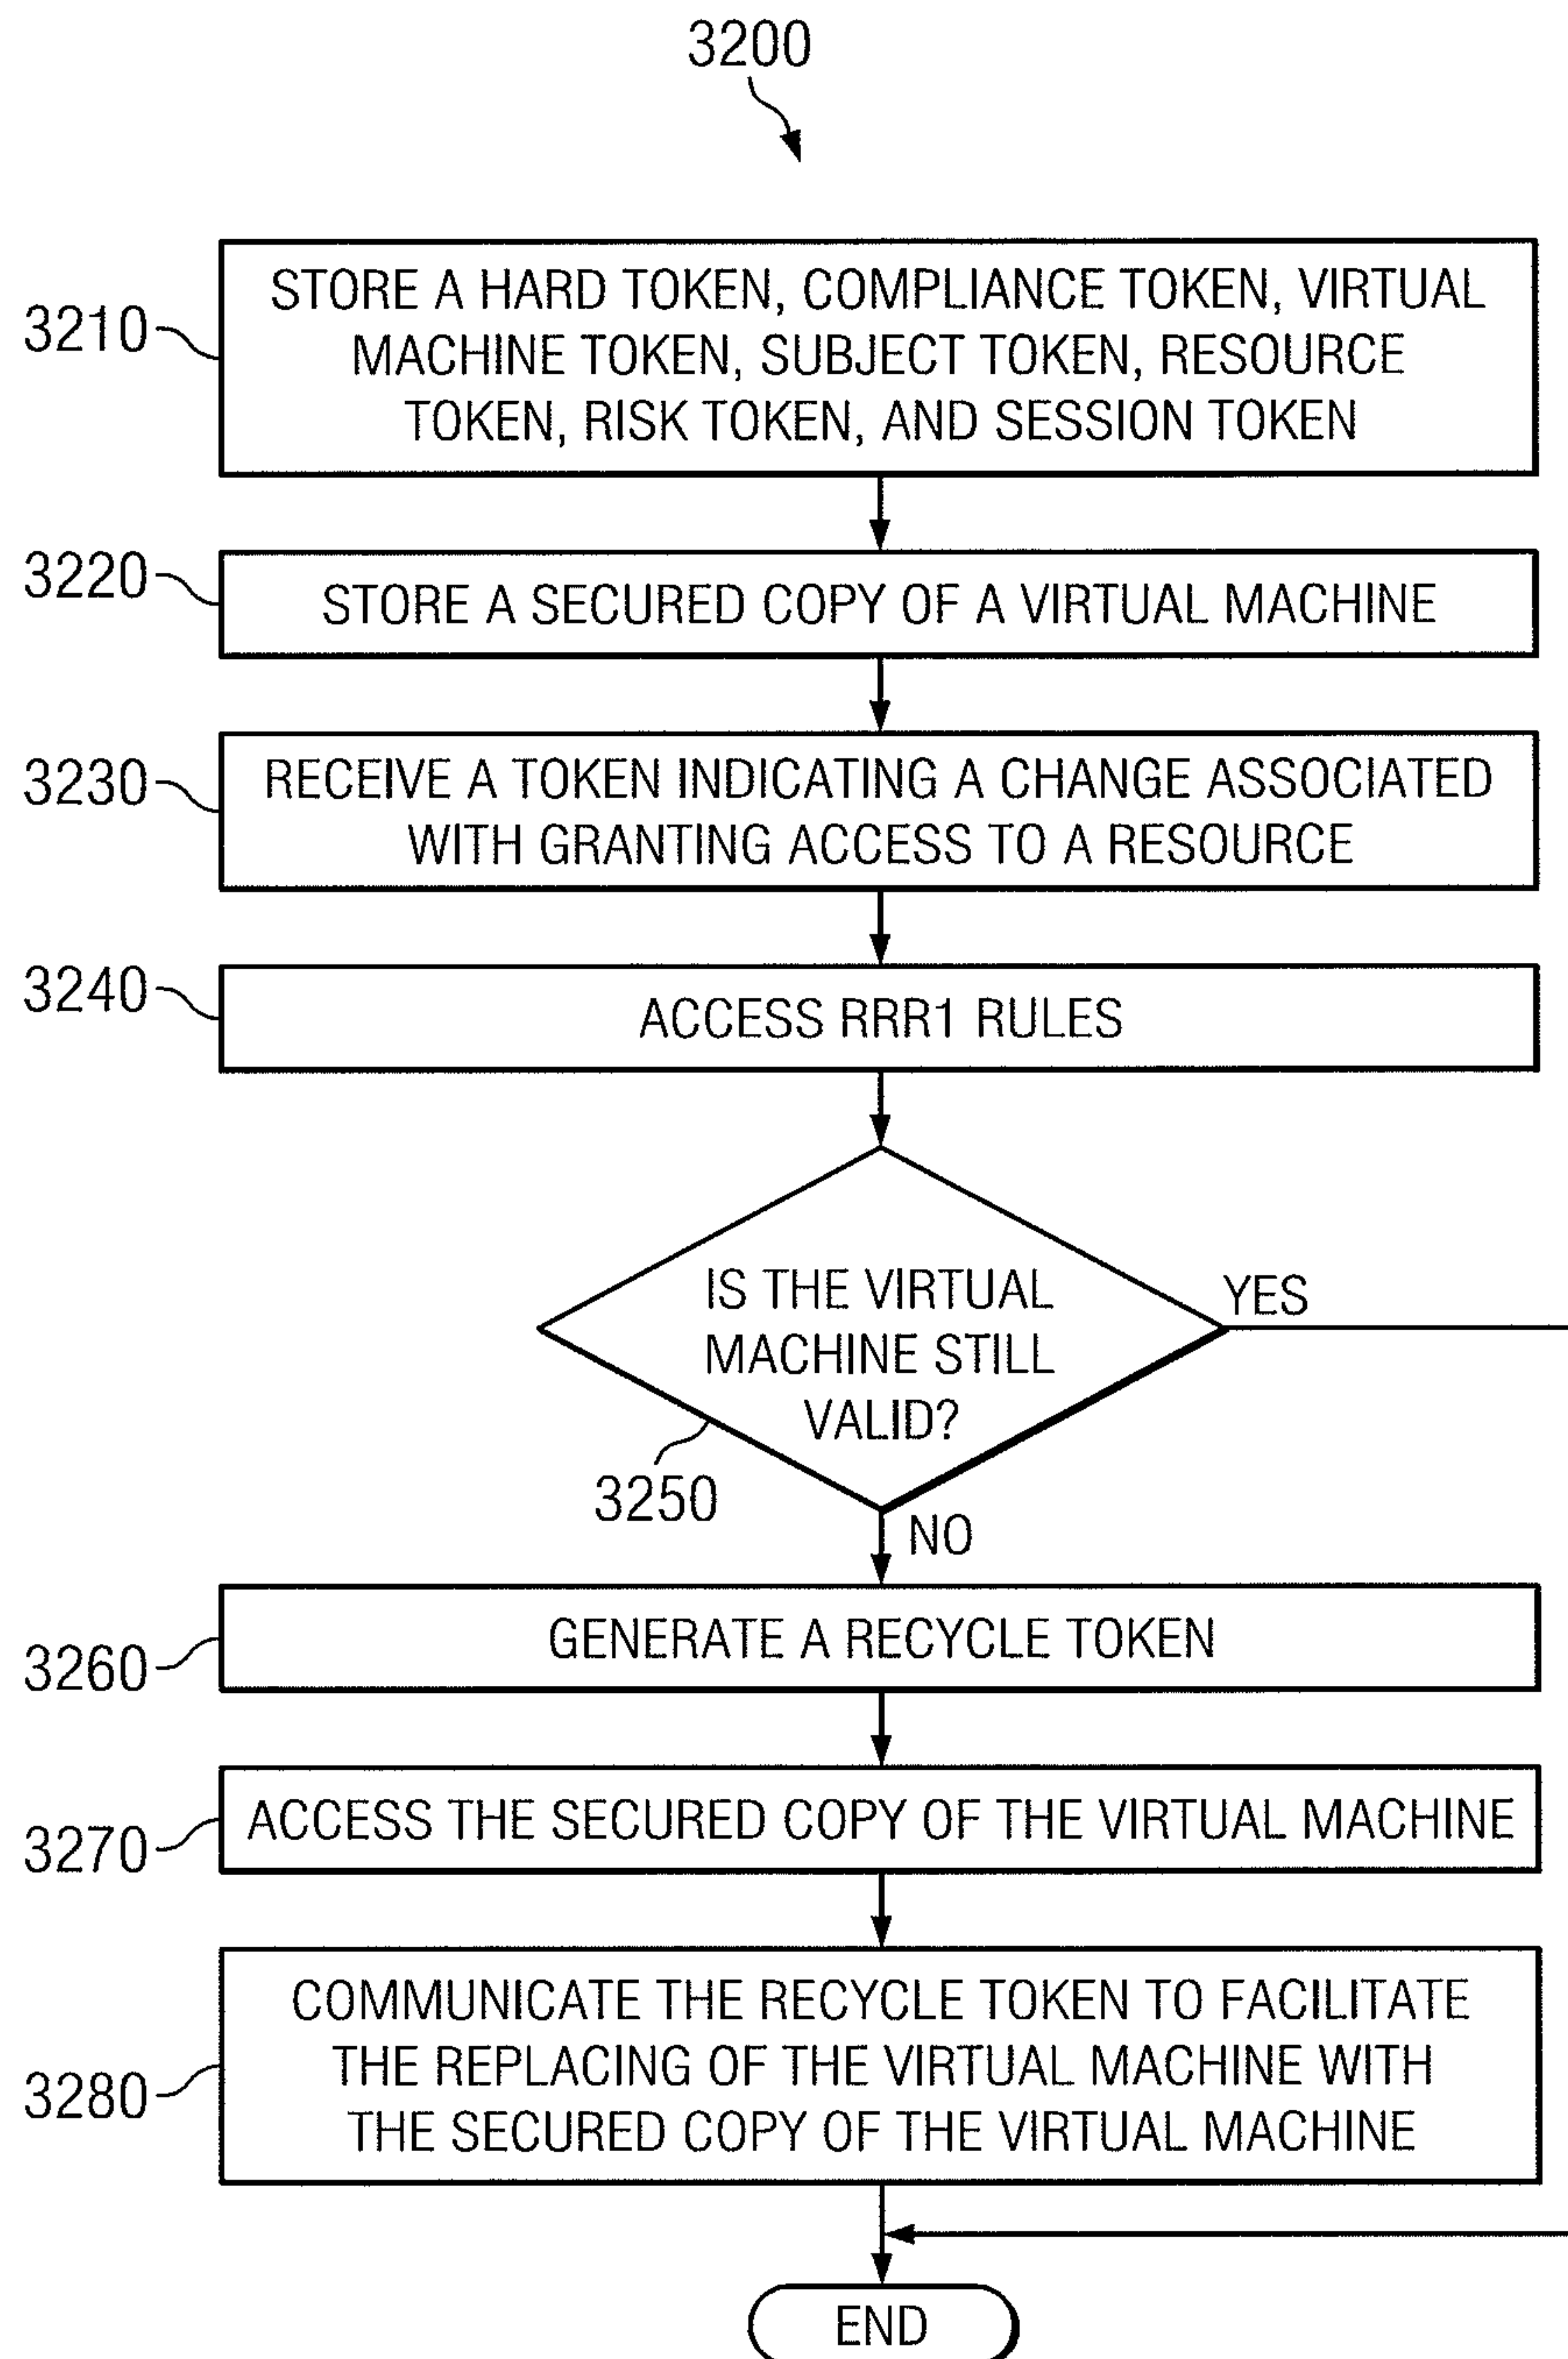 3200
3210
STORE A HARD TOKEN, COMPLIANCE TOKEN, VIRTUAL
MACHINE TOKEN, SUBJECT TOKEN, RESOURCE
TOKEN, RISK TOKEN, AND SESSION TOKEN
3220
STORE A SECURED COPY OF A VIRTUAL MACHINE
3230
RECEIVE A TOKEN INDICATING A CHANGE ASSOCIATED
WITH GRANTING ACCESS TO A RESOURCE
3240
ACCESS RRR1 RULES
IS THE VIRTUAL
MACHINE STILL
VALID?
YES
3250
NO
3260
GENERATE A RECYCLE TOKEN
3270
ACCESS THE SECURED COPY OF THE VIRTUAL MACHINE
3280
COMMUNICATE THE RECYCLE TOKEN TO FACILITATE
THE REPLACING OF THE VIRTUAL MACHINE WITH
THE SECURED COPY OF THE VIRTUAL MACHINE
END